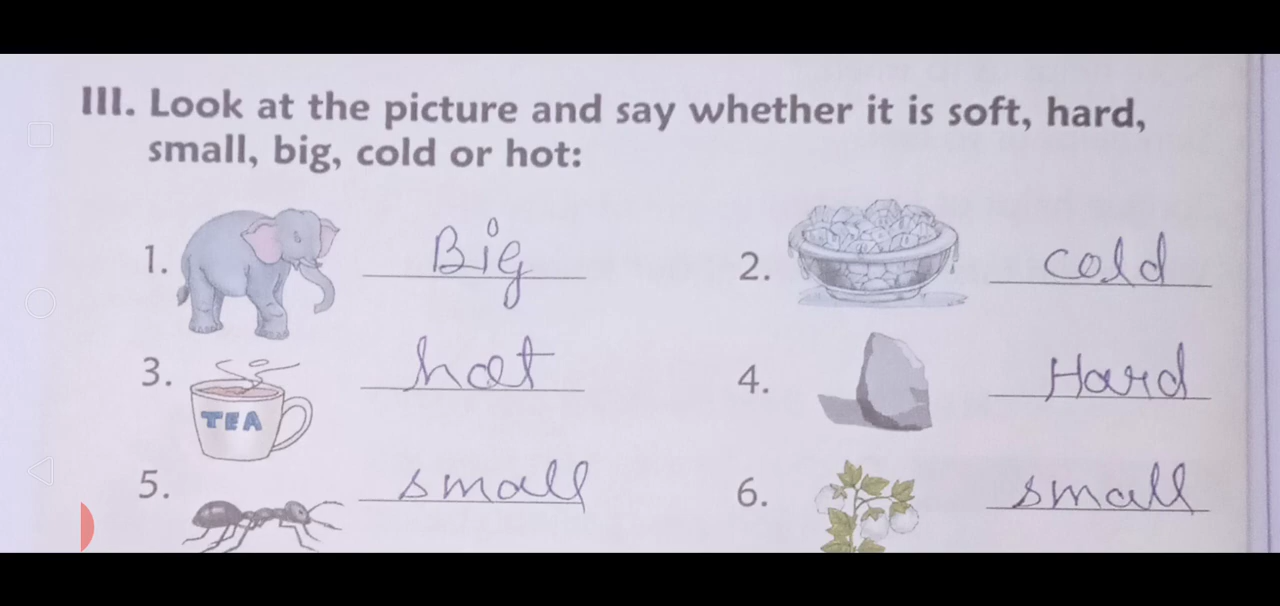 III. Look at the picture and say whether it is soft, hard,
small, big, cold or hot:
1. Big 2. cold
3. TEA hot 4. Hard
5. small 6. small